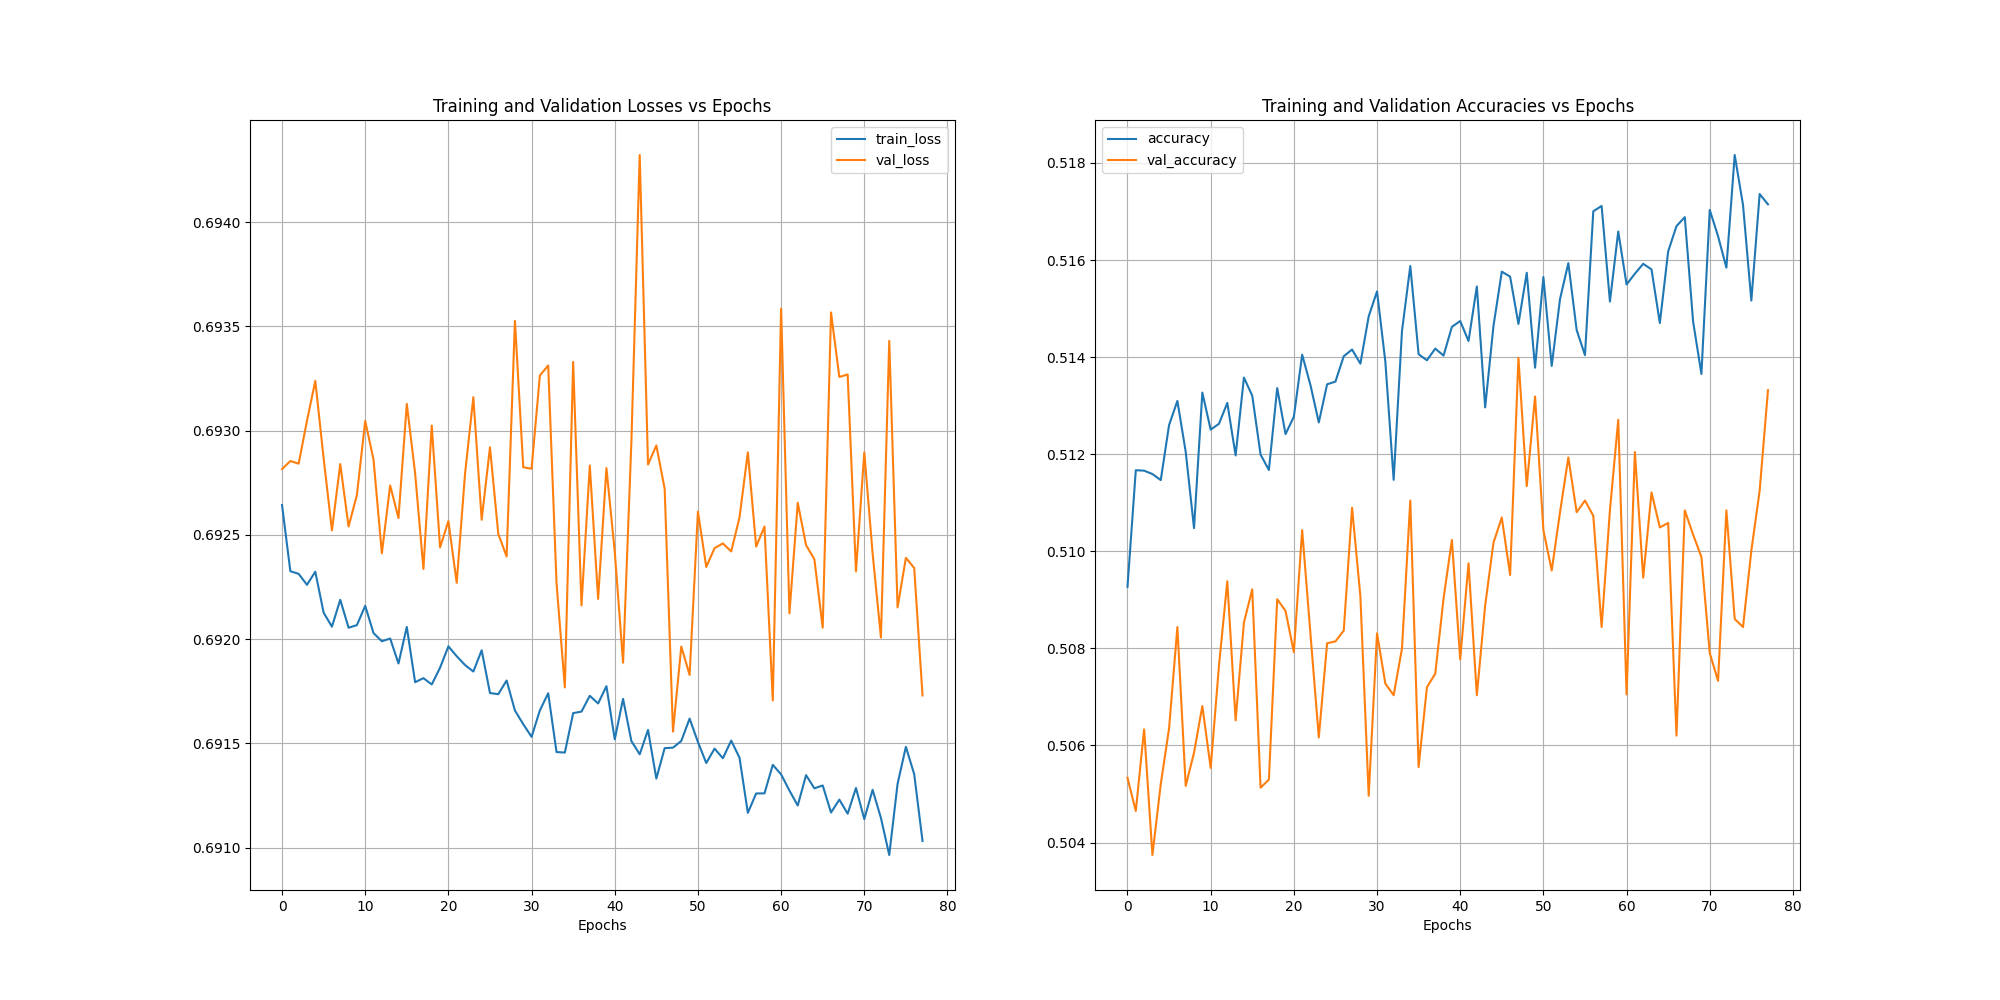 Training and Validation Losses vs Epochs
train_loss
val_loss
0.6940
0.6935
0.6930
0.6925
0.6920
0.6915
0.6910
0 10 20 30 40 50 60 70 80
Epochs
Training and Validation Accuracies vs Epochs
accuracy
val_accuracy
0.518
0.516
0.514
0.512
0.510
0.508
0.506
0.504
0 10 20 30 40 50 60 70 80
Epochs